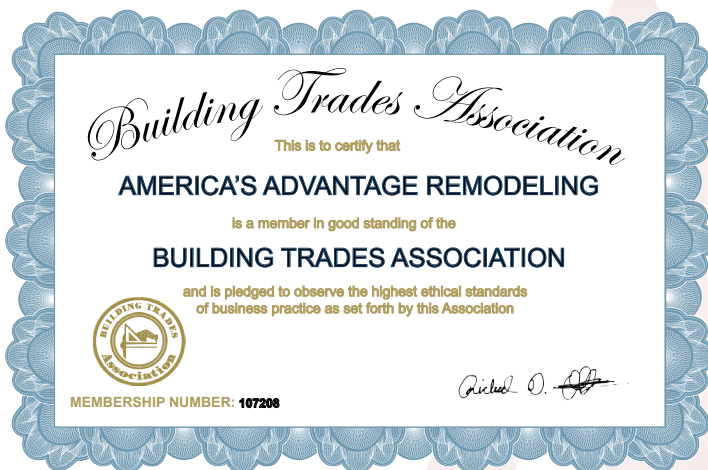 Building Trades Association
This is to certify that
AMERICA'S ADVANTAGE REMODELING
is a member in good standing of the
BUILDING TRADES ASSOCIATION
and is pledged to observe the highest ethical standards
of business practice as set forth by this Association
BUILDING TRADES
Association
MEMBERSHIP NUMBER: 107208